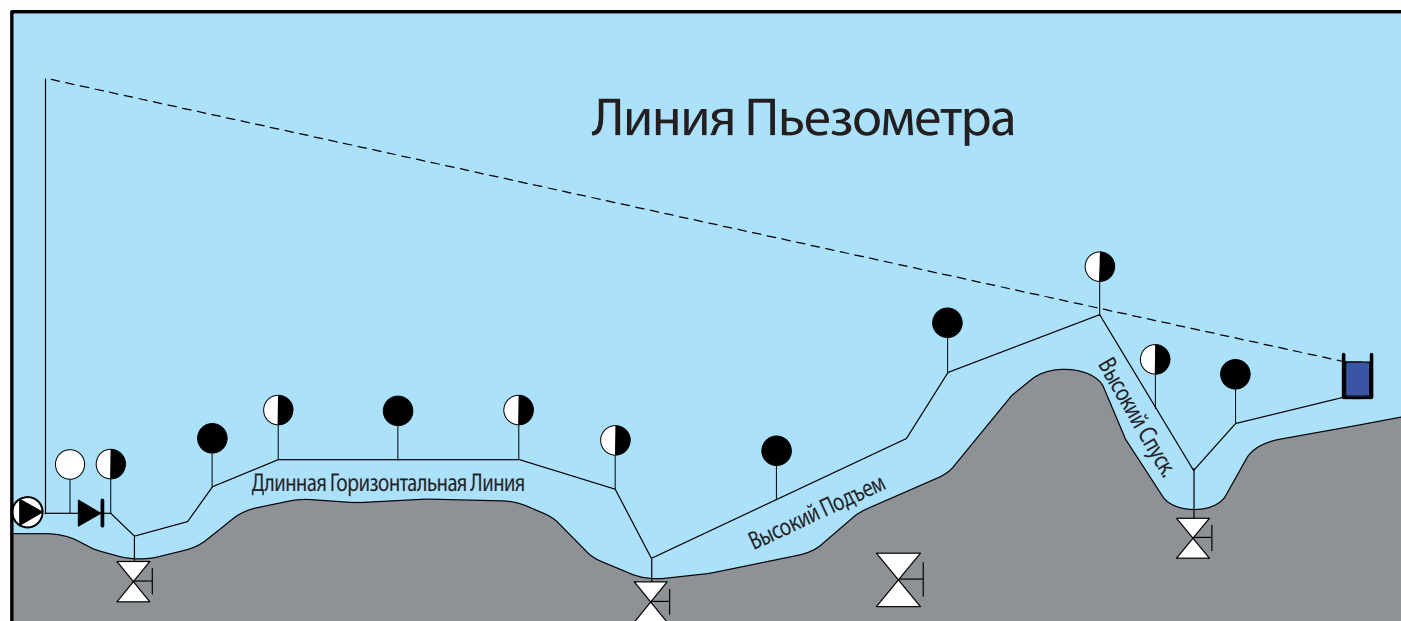 Линия Пьезометра
Длинная Горизонтальная Линия
Высокий Подъем
Высокий Спуск.